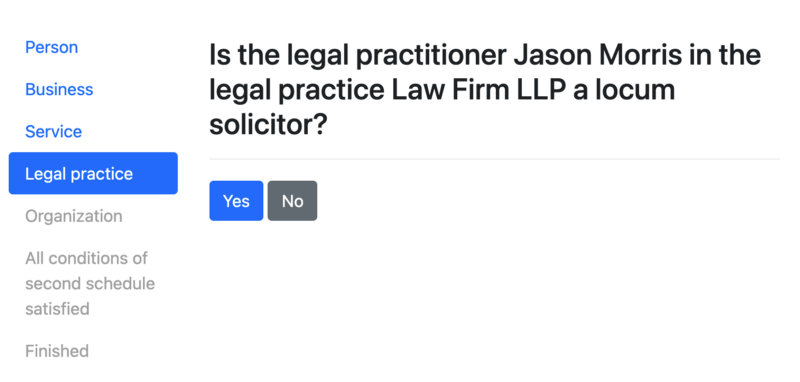 Person
Business
Service
Legal practice
Organization
All conditions of
second schedule
satisfied
Finished
Is the legal practitioner Jason Morris in the
legal practice Law Firm LLP a locum
solicitor?
Yes No